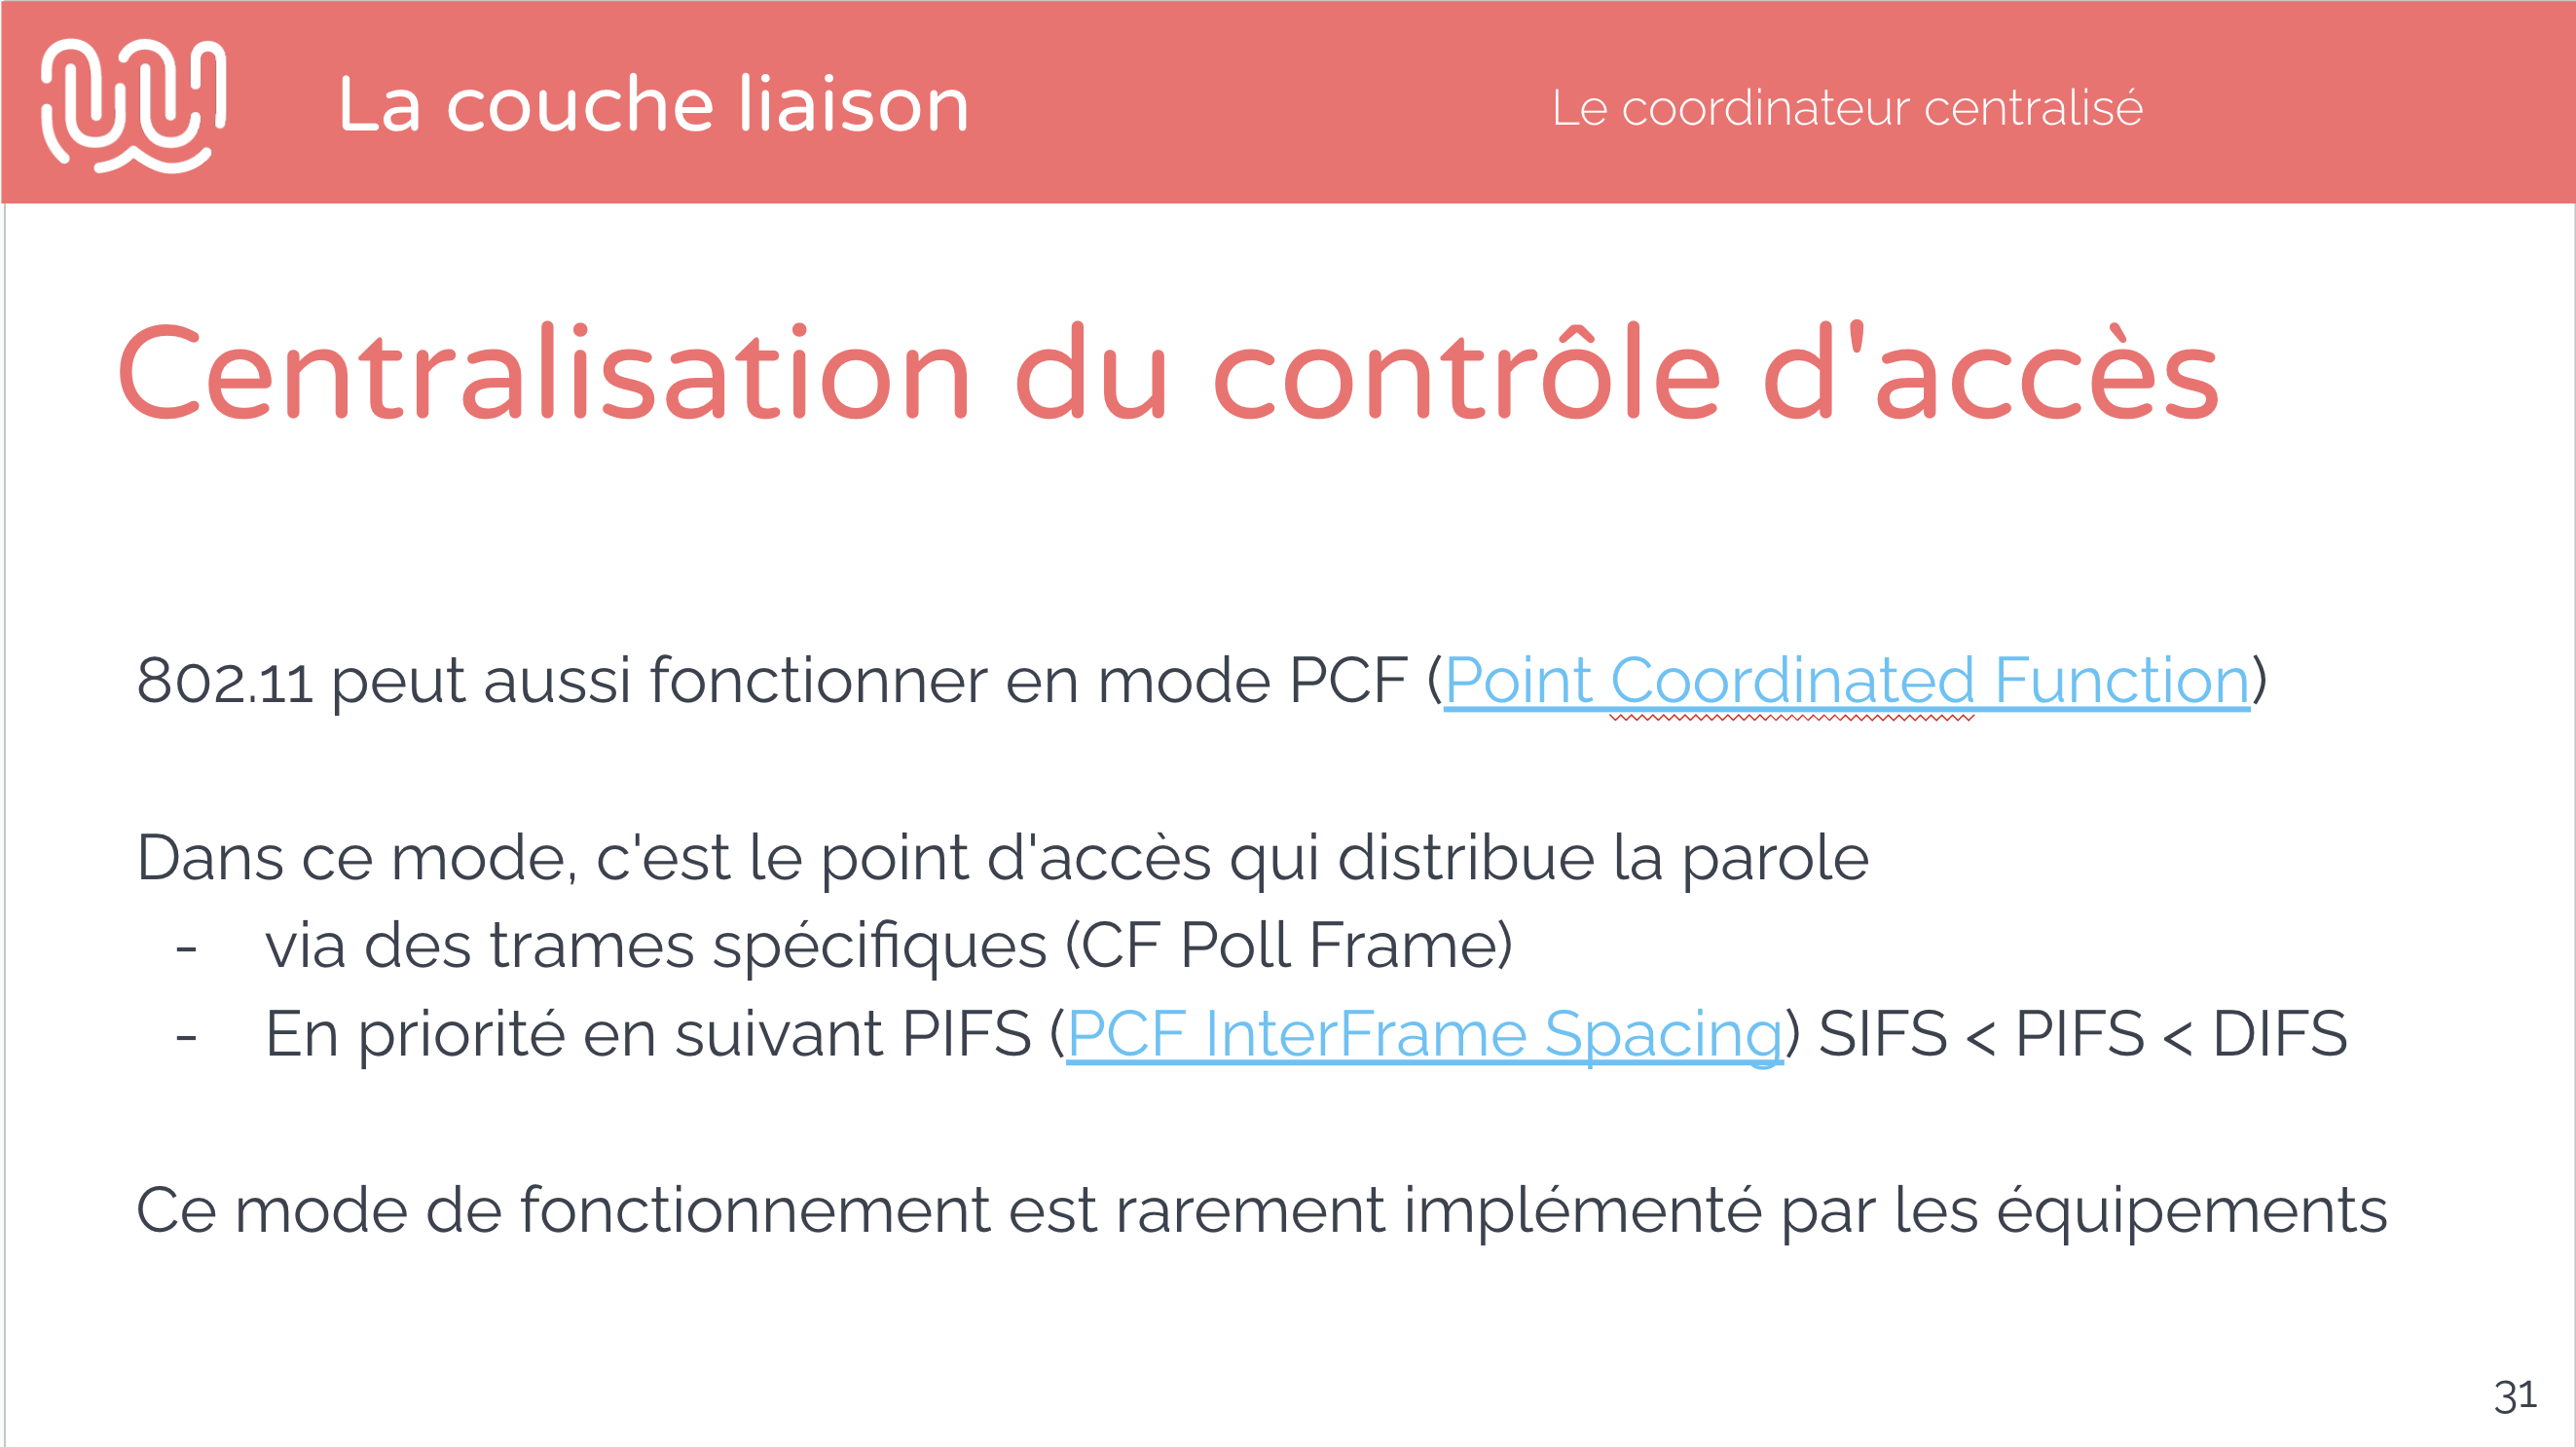 La couche liaison
Le coordinateur centralisé
Centralisation du contrôle d'accès
802.11 peut aussi fonctionner en mode PCF (Point Coordinated Function)
Dans ce mode, c'est le point d'accès qui distribue la parole
- via des trames spécifiques (CF Poll Frame)
- En priorité en suivant PIFS (PCF InterFrame Spacing) SIFS < PIFS < DIFS
Ce mode de fonctionnement est rarement implémenté par les équipements
31